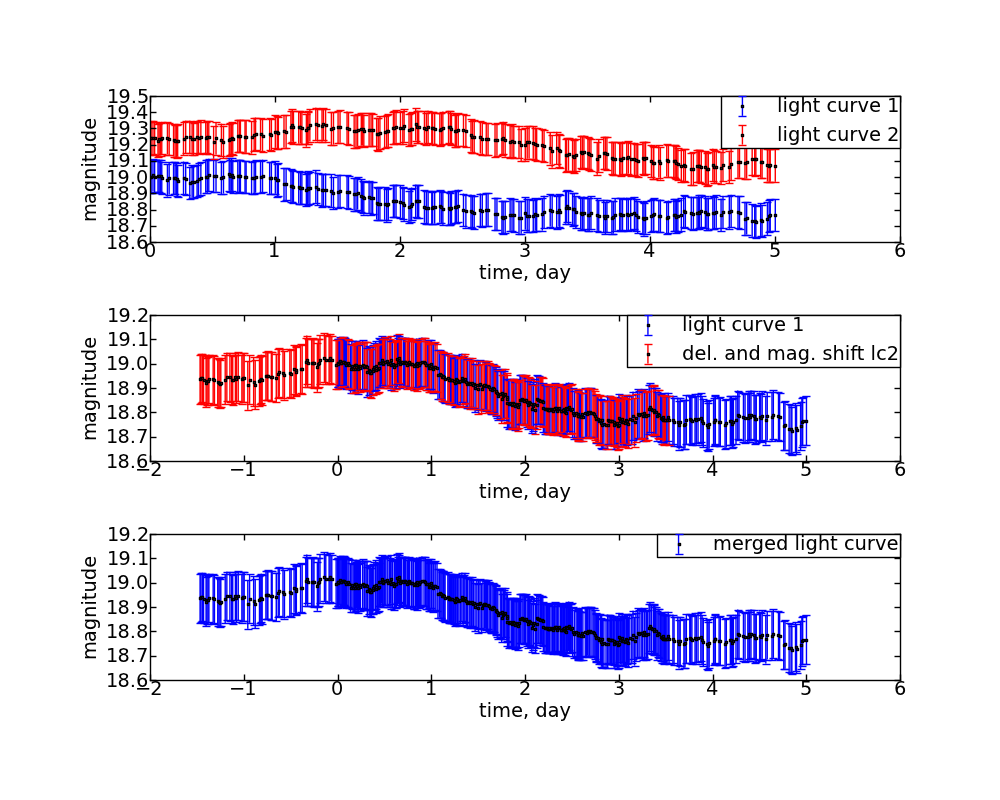 19.5
19.4
19.3
19.2
19.1
19.0
18.9
18.8
18.7
18.6
magnitude
light curve 1
light curve 2
0 1 2 3 4 5 6
time, day
19.2
19.1
19.0
18.9
18.8
18.7
18.6
magnitude
light curve 1
del. and mag. shift lc2
−2 −1 0 1 2 3 4 5 6
time, day
19.2
19.1
19.0
18.9
18.8
18.7
18.6
magnitude
merged light curve
−2 −1 0 1 2 3 4 5 6
time, day